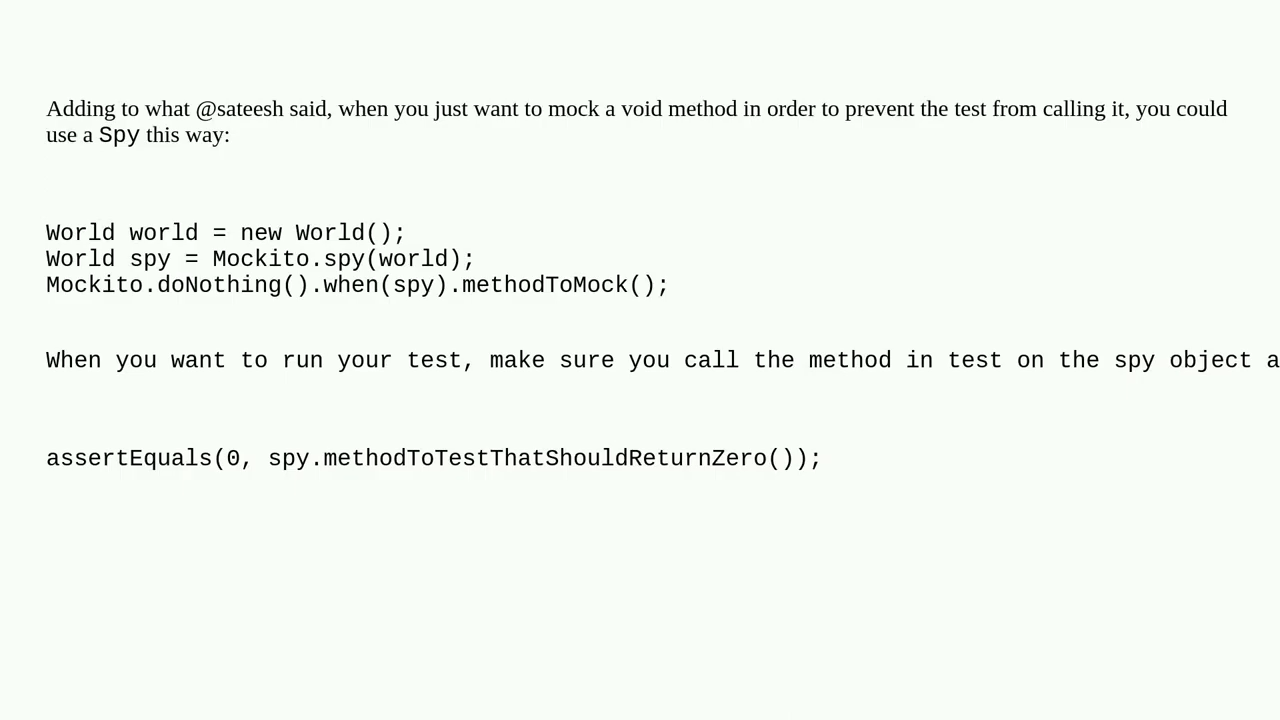 Adding to what @sateesh said, when you just want to mock a void method in order to prevent the test from calling it, you could
use a Spy this way:
World world = new World();
World spy = Mockito.spy(world);
Mockito.doNothing().when(spy).methodToMock();
When you want to run your test, make sure you call the method in test on the spy object
assertEquals(0, spy.methodToTestThatShouldReturnZero());